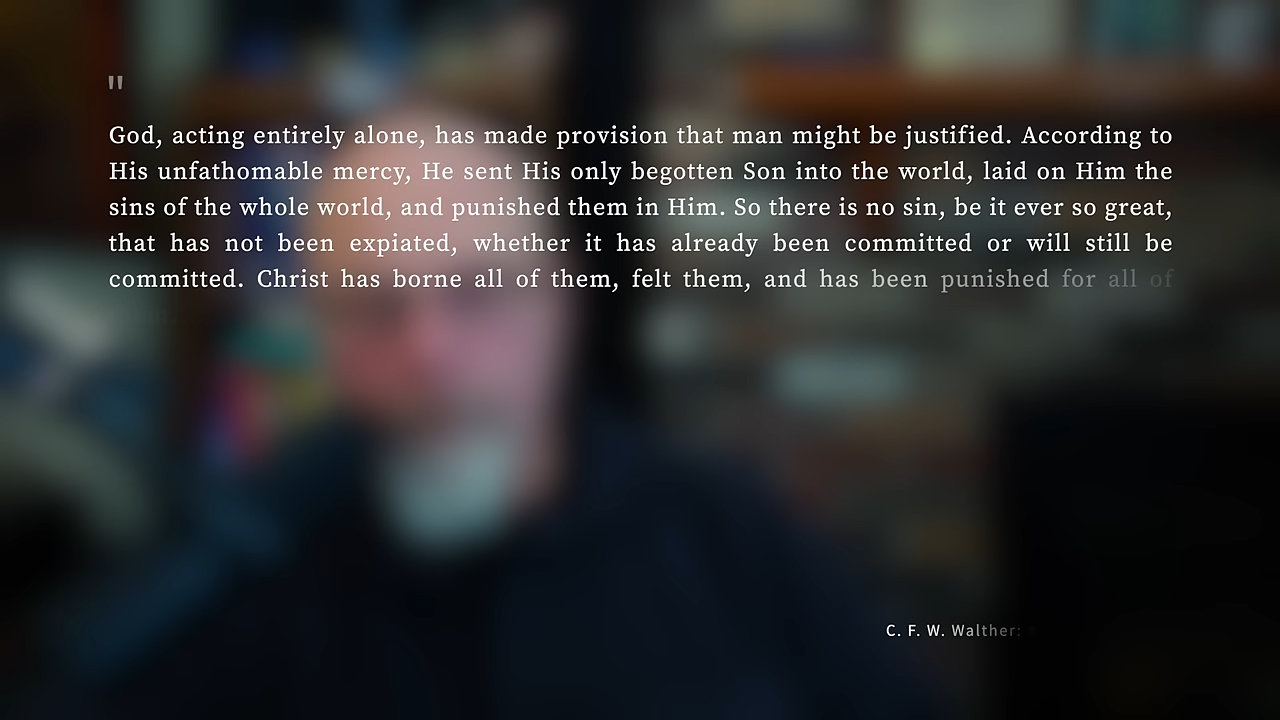 "
God, acting entirely alone, has made provision that man might be justified. According to
His unfathomable mercy, He sent His only begotten Son into the world, laid on Him the
sins of the whole world, and punished them in Him. So there is no sin, be it ever so great,
that has not been expiated, whether it has already been committed or will still be
committed. Christ has borne all of them, felt them, and has been punished for all of
C. F. W. Walther: